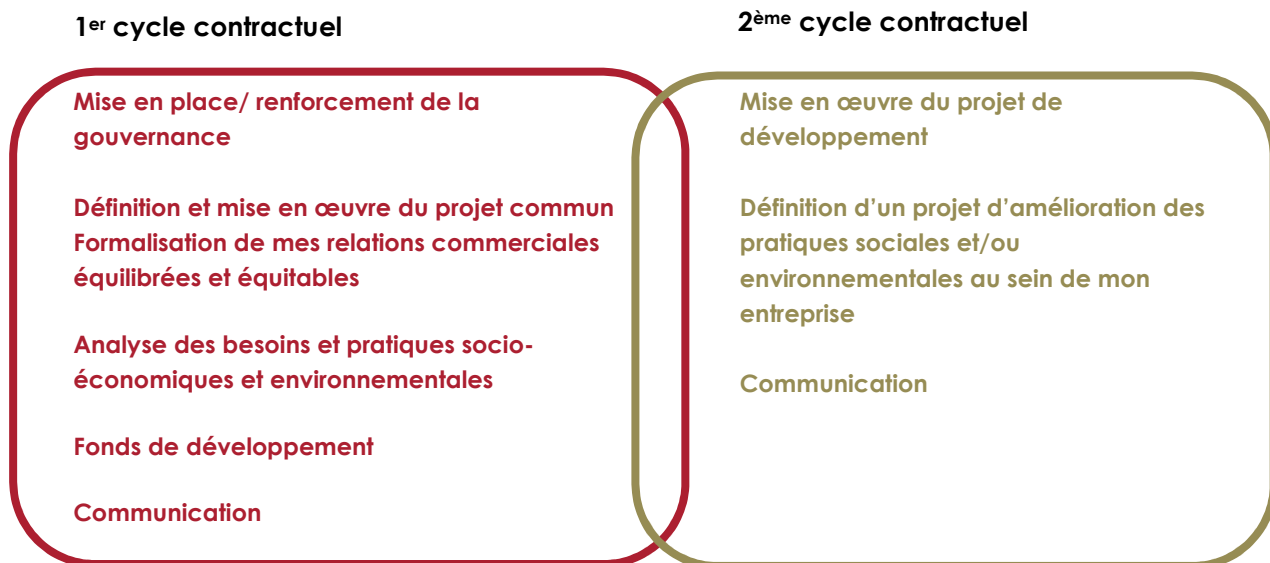 1er cycle contractuel
Mise en place/ renforcement de la
gouvernance
Définition et mise en œuvre du projet commun
Formalisation de mes relations commerciales
équilibrées et équitables
Analyse des besoins et pratiques socio-
économiques et environnementales
Fonds de développement
Communication
2ème cycle contractuel
Mise en œuvre du projet de
développement
Définition d’un projet d’amélioration des
pratiques sociales et/ou
environnementales au sein de mon
entreprise
Communication